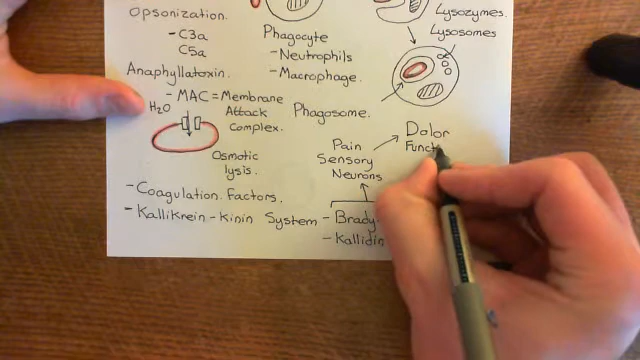 Opsonization.
- C3a
C5a
Anaphyllatoxin.
- MAC = Membrane
Attack
Complex.
H₂O
Osmotic
lysis.
- Coagulation Factors.
- Kallikrein - Kinin System - Brady
- Kallidin
Phagocyte
- Neutrophils
- Macrophage.
Phagosome.
Lysozymes.
Lysosomes
Pain
Sensory
Neurons
Dolor
Funct